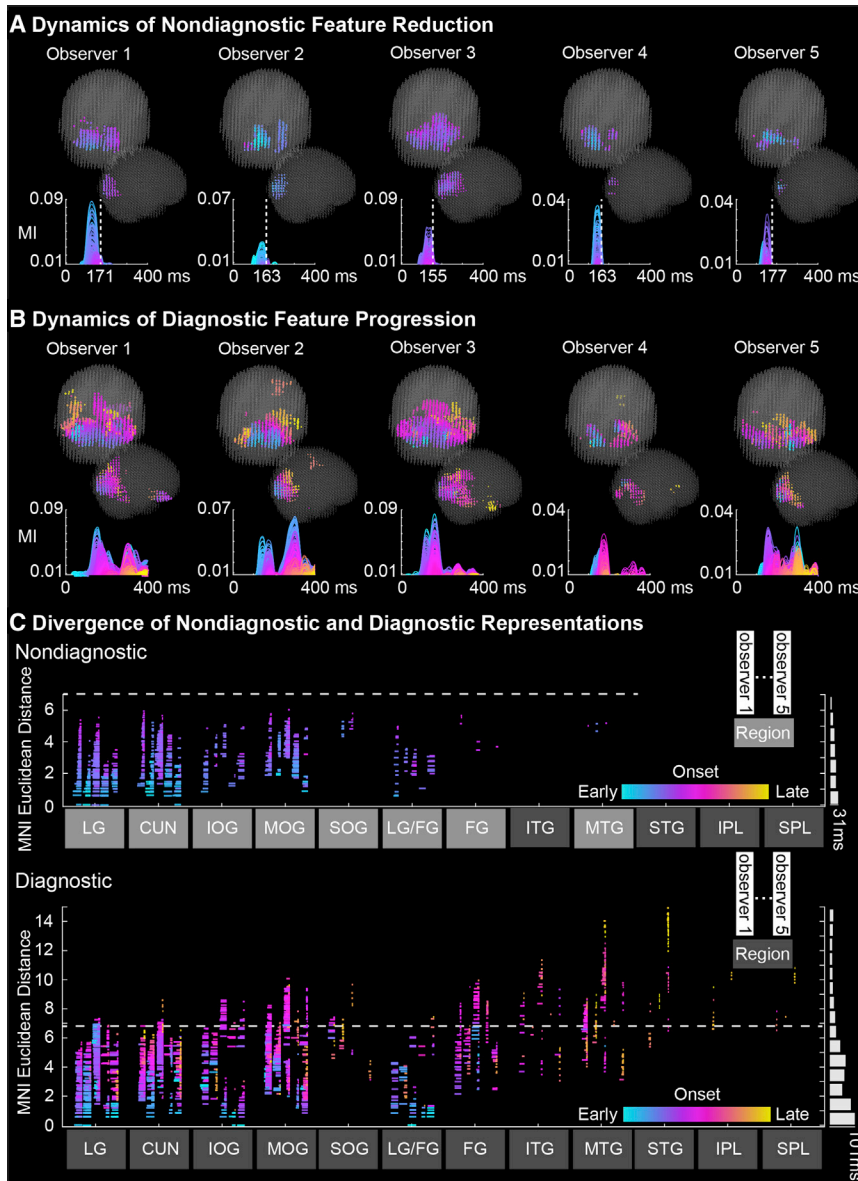 A Dynamics of Nondiagnostic Feature Reduction
Observer 1 Observer 2 Observer 3 Observer 4 Observer 5
0.09 0.07 0.09 0.04 0.04
MI
0.01 0.01 0.01 0.01 0.01
0 171 400 ms 0 163 400 ms 0 155 400 ms 0 163 400 ms 0 177 400 ms
B Dynamics of Diagnostic Feature Progression
Observer 1 Observer 2 Observer 3 Observer 4 Observer 5
0.09 0.07 0.09 0.04 0.04
MI
0.01 0.01 0.01 0.01 0.01
0 400 ms 0 400 ms 0 400 ms 0 400 ms 0 400 ms
C Divergence of Nondiagnostic and Diagnostic Representations
Nondiagnostic
observer 1 ... observer 5
Region
MNI Euclidean Distance
6
4
2
0
Onset
Early Late
31ms
LG CUN IOG MOG SOG LG/FG FG ITG MTG STG IPL SPL
Diagnostic
observer 1 ... observer 5
Region
MNI Euclidean Distance
14
12
10
8
6
4
2
0
Onset
Early Late
LG CUN IOG MOG SOG LG/FG FG ITG MTG STG IPL SPL